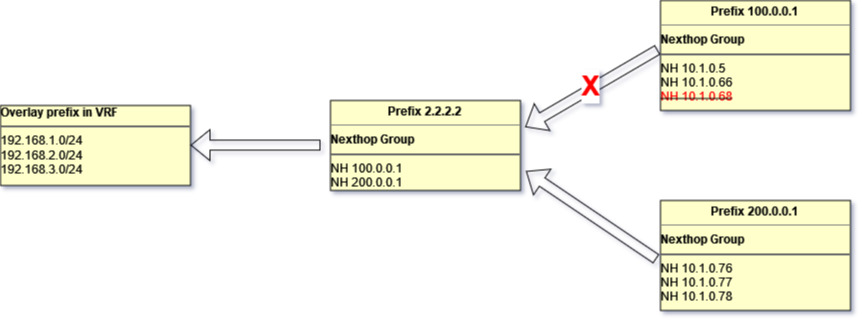 Overlay prefix in VRF
192.168.1.0/24
192.168.2.0/24
192.168.3.0/24
Prefix 2.2.2.2
Nexthop Group
NH 100.0.0.1
NH 200.0.0.1
X
Prefix 100.0.0.1
Nexthop Group
NH 10.1.0.5
NH 10.1.0.66
NH 10.1.0.68
Prefix 200.0.0.1
Nexthop Group
NH 10.1.0.76
NH 10.1.0.77
NH 10.1.0.78